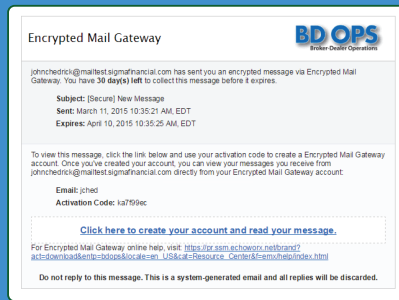 Encrypted Mail Gateway
BD OPS
Broker-Dealer Operations
johnchedrick@mailtest.sigmafinancial.com has sent you an encrypted message via Encrypted Mail
Gateway. You have 30 day(s) left to collect this message before it expires.
Subject: [Secure] New Message
Sent: March 11, 2015 10:35:21 AM, EDT
Expires: April 10, 2015 10:35:25 AM, EDT
To view this message, click the link below and use your activation code to create a Encrypted Mail Gateway
account. Once you've created your account, you can view your messages you receive from
johnchedrick@mailtest.sigmafinancial.com directly from your Encrypted Mail Gateway account:
Email: jched
Activation Code: ka7f99ec
Click here to create your account and read your message.
For Encrypted Mail Gateway online help, visit: https://pr.ssm.echoworx.net/brand?
act=download&entp=bdops&locale=en_US&cat=Resource_Center&f=emx/help/index.html
Do not reply to this message. This is a system-generated email and all replies will be discarded.